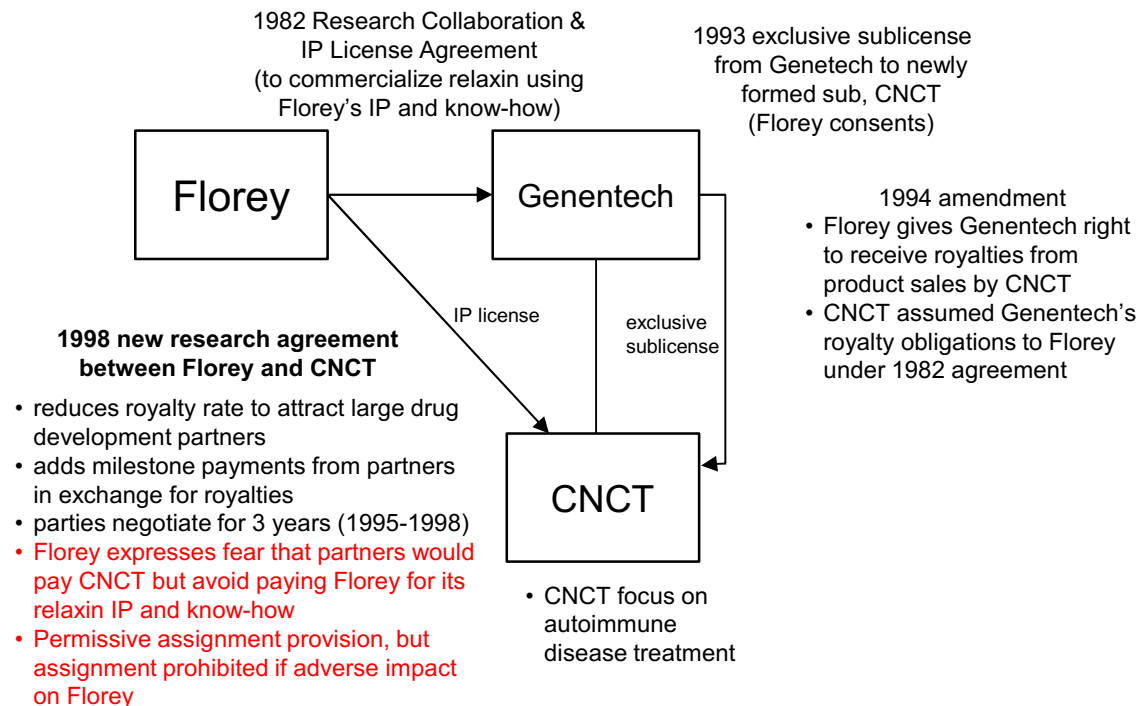 1982 Research Collaboration &
IP License Agreement
(to commercialize relaxin using
Florey's IP and know-how)
1993 exclusive sublicense
from Genetech to newly
formed sub, CNCT
(Florey consents)
Florey
Genentech
1994 amendment
• Florey gives Genentech right
to receive royalties from
product sales by CNCT
• CNCT assumed Genentech's
royalty obligations to Florey
under 1982 agreement
IP license
exclusive
sublicense
1998 new research agreement
between Florey and CNCT
• reduces royalty rate to attract large drug
development partners
• adds milestone payments from partners
in exchange for royalties
• parties negotiate for 3 years (1995-1998)
• Florey expresses fear that partners would
pay CNCT but avoid paying Florey for its
relaxin IP and know-how
• Permissive assignment provision, but
assignment prohibited if adverse impact
on Florey
CNCT
• CNCT focus on
autoimmune
disease treatment